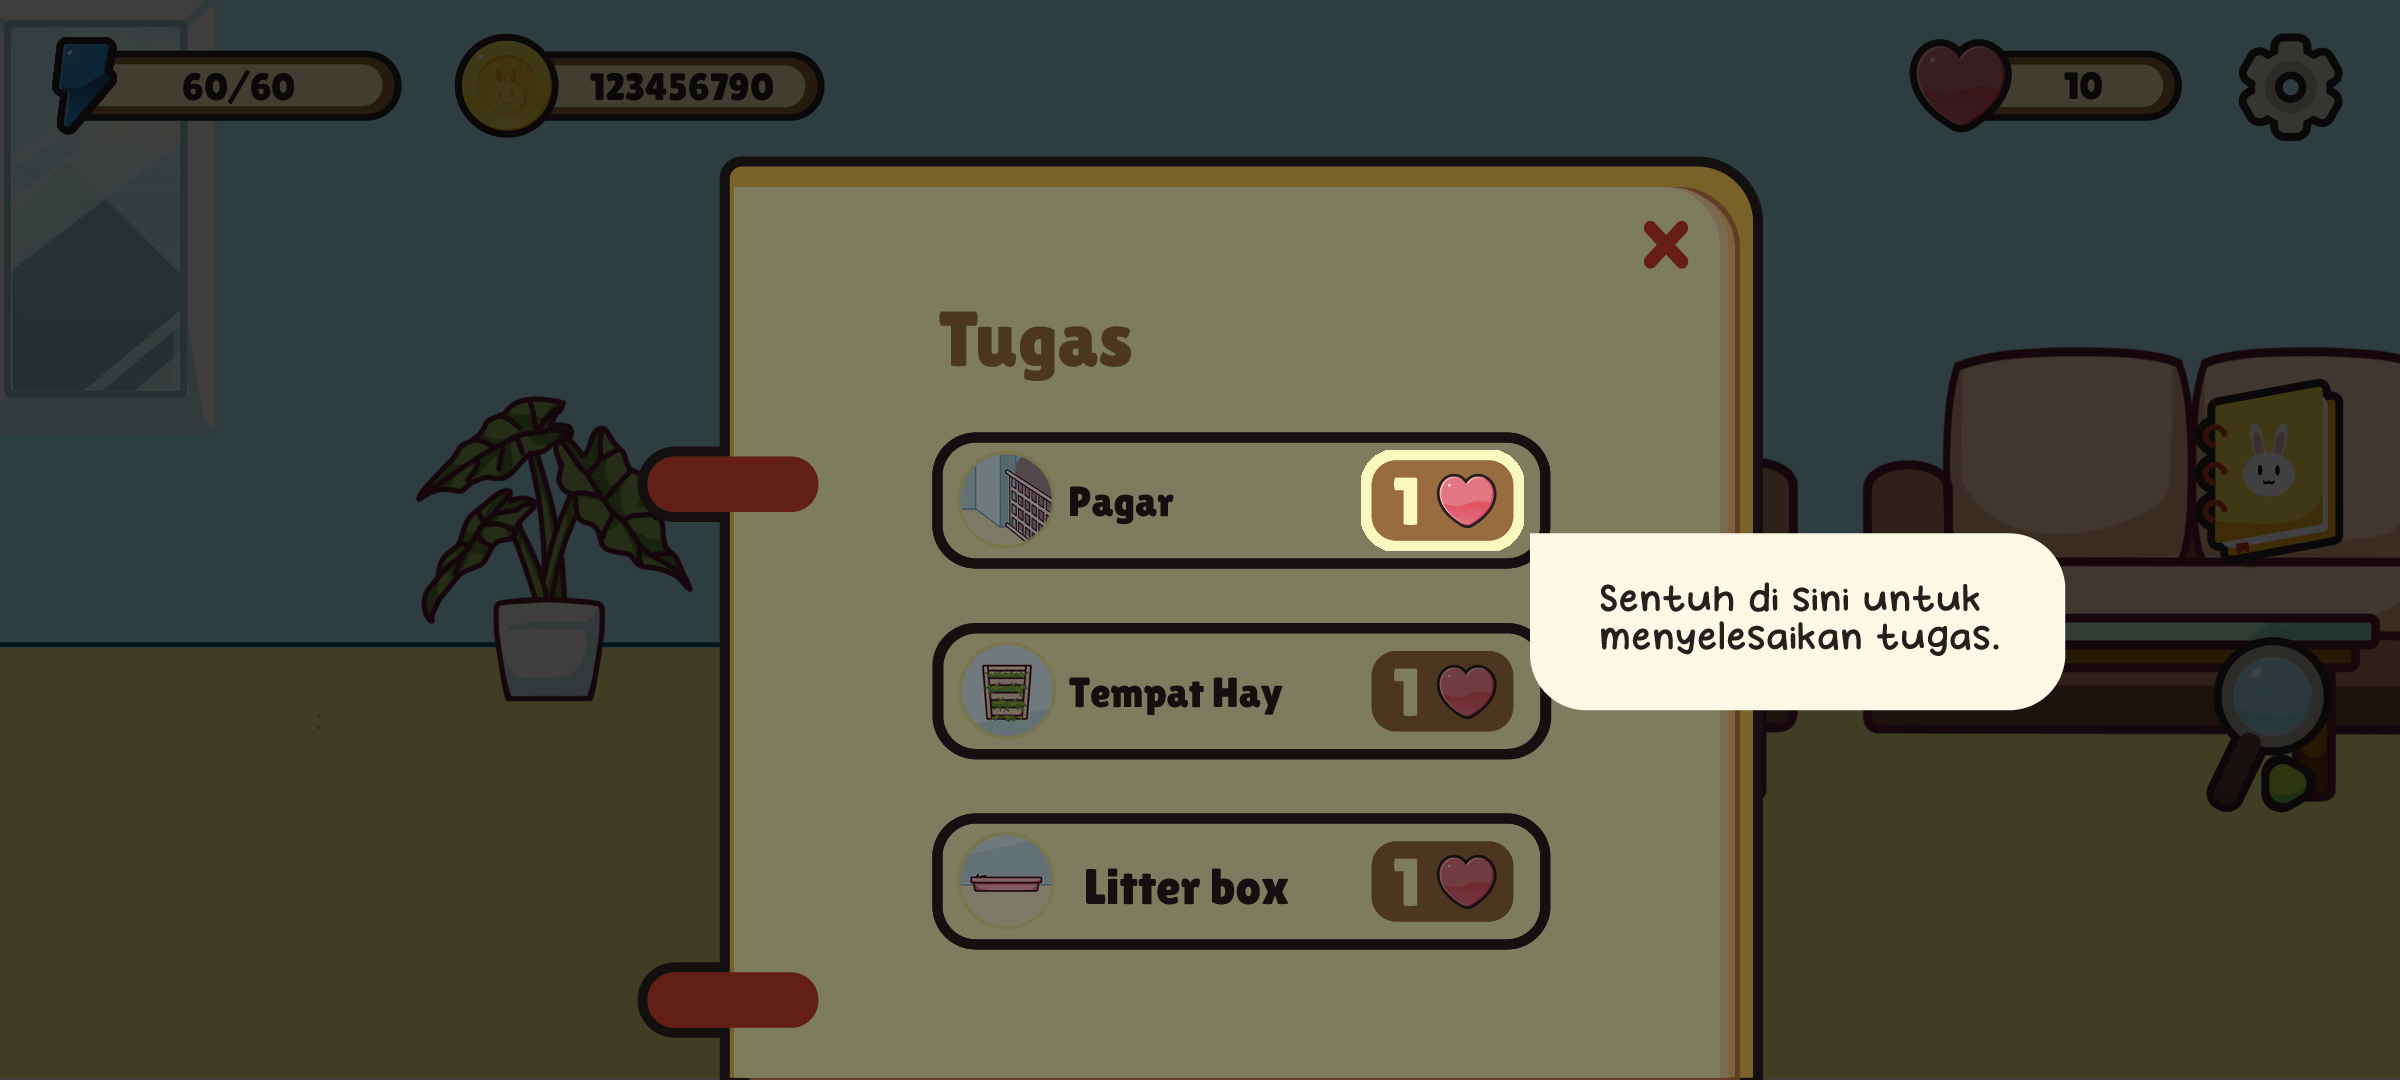 60/60
123456790
10
Tugas
Pagar
1
Sentuh di sini untuk
menyelesaikan tugas.
Tempat Hay
1
Litter box
1